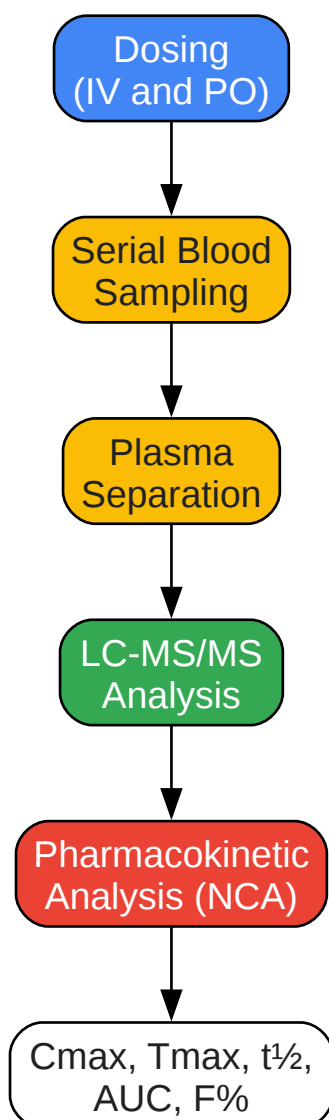 Dosing
(IV and PO)
Serial Blood
Sampling
Plasma
Separation
LC-MS/MS
Analysis
Pharmacokinetic
Analysis (NCA)
Cmax, Tmax, t½,
AUC, F%